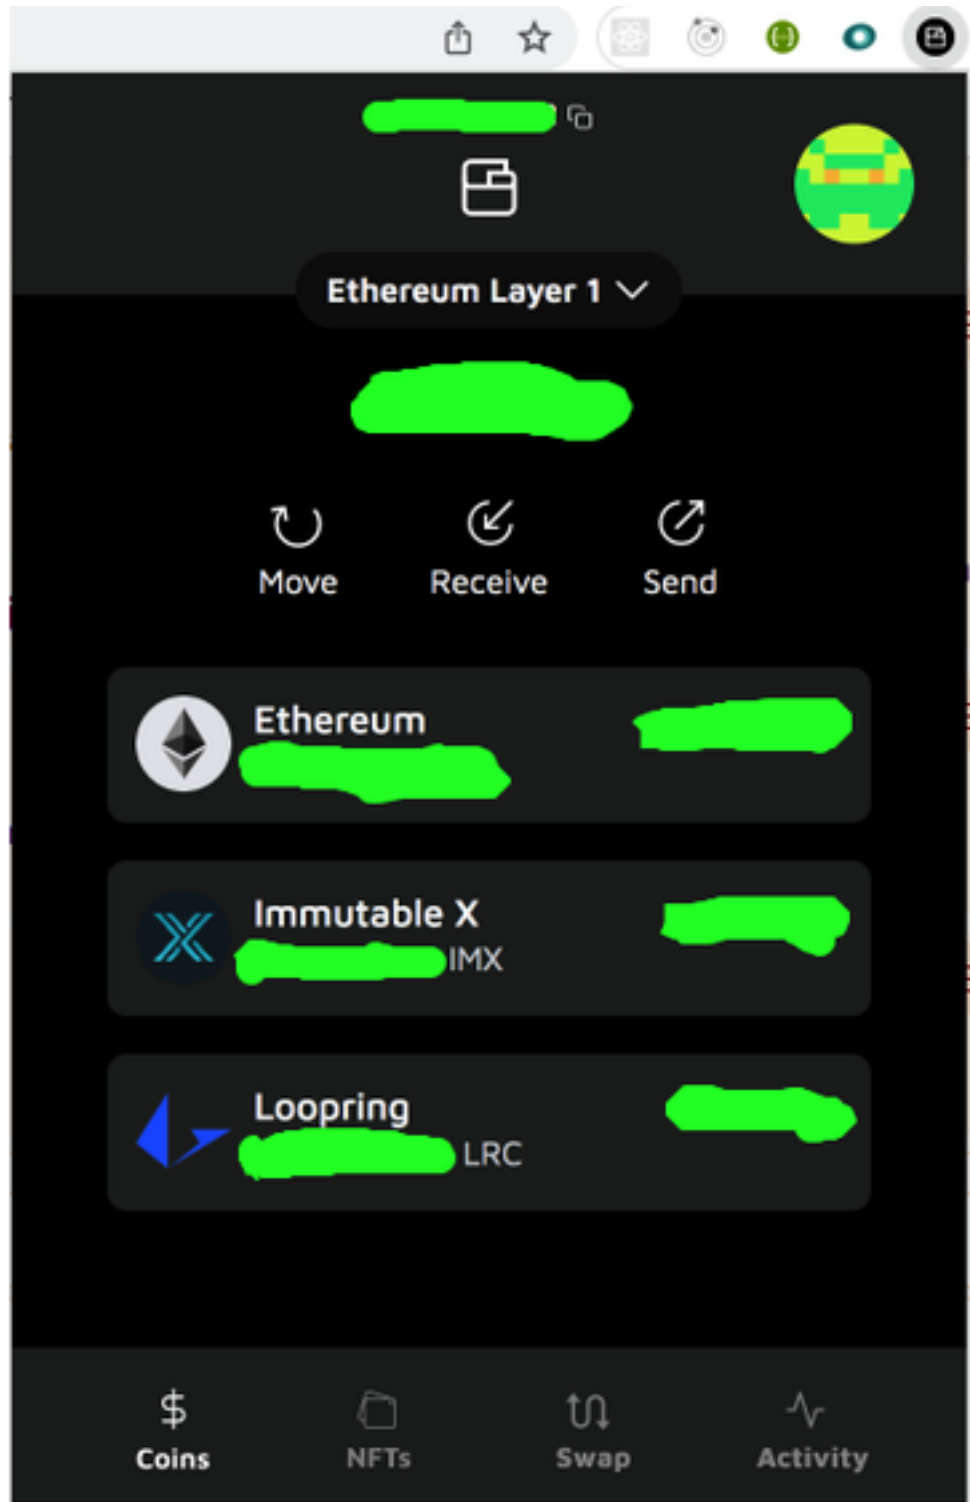 Ethereum Layer 1
Move Receive Send
Ethereum
Immutable X
IMX
Loopring
LRC
Coins NFTs Swap Activity